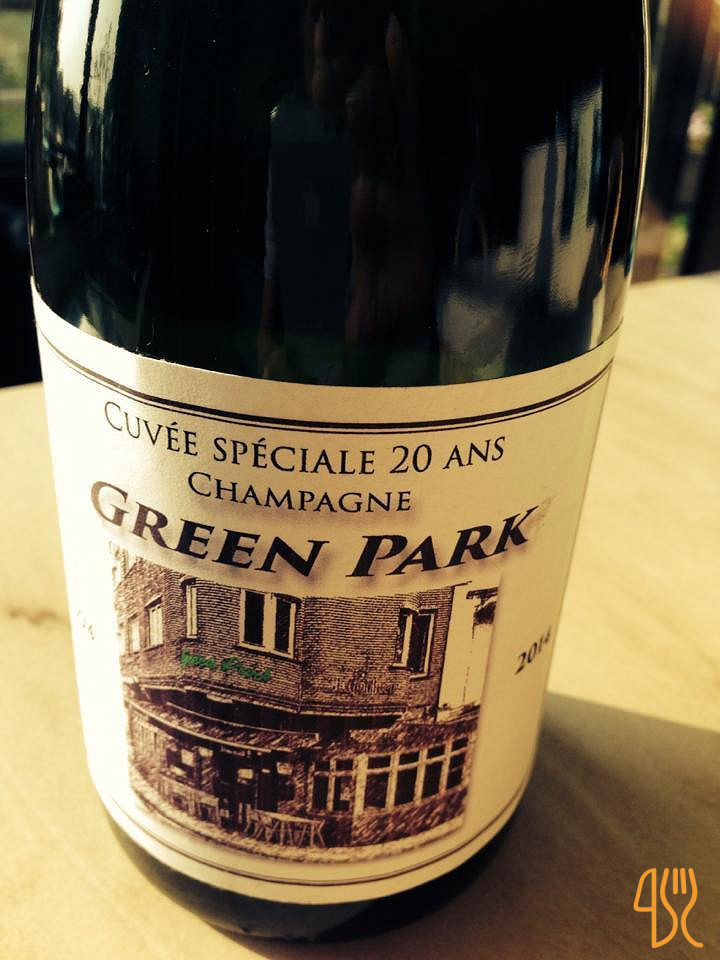 CUVÉE SPÉCIALE 20 ANS
CHAMPAGNE
GREEN PARK
2014